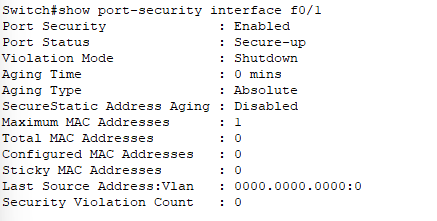 Switch#show port-security interface f0/1
Port Security              : Enabled
Port Status                : Secure-up
Violation Mode             : Shutdown
Aging Time                 : 0 mins
Aging Type                 : Absolute
SecureStatic Address Aging : Disabled
Maximum MAC Addresses      : 1
Total MAC Addresses        : 0
Configured MAC Addresses   : 0
Sticky MAC Addresses       : 0
Last Source Address:Vlan   : 0000.0000.0000:0
Security Violation Count   : 0